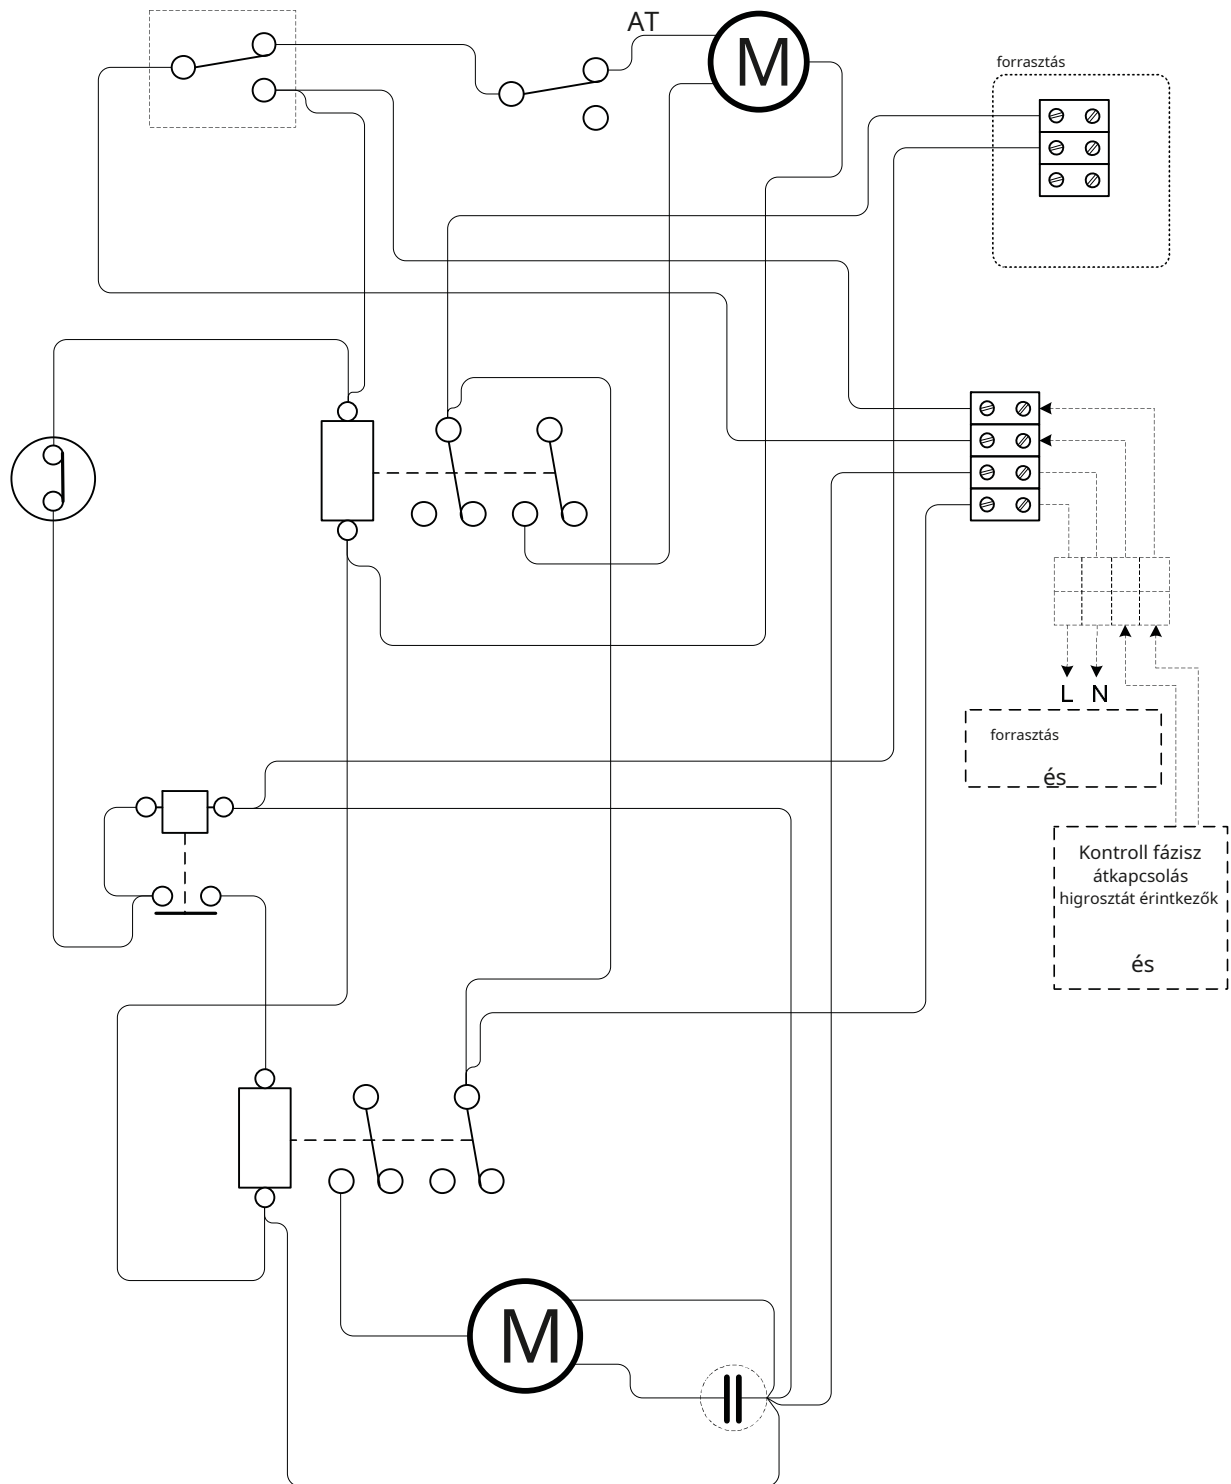 AT
M
forrasztás
L N
forrasztás
és
Kontroll fázisz
átkapcsolás
higrosztát érintkezők
és
M